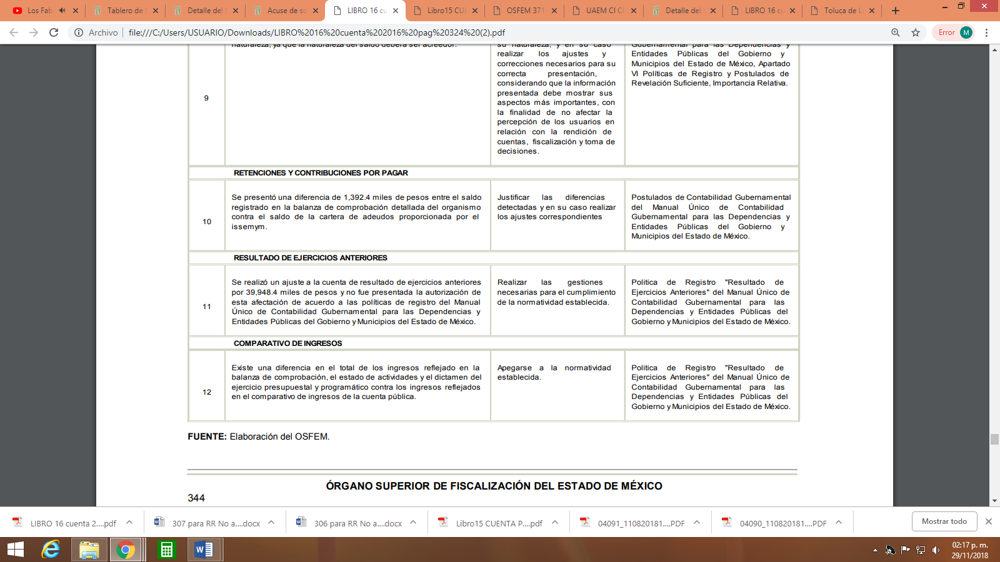 Los Fab
Tablero de S
Detalle del S
Acuse de so
LIBRO 16 cu
Libro15 CUE
OSFEM 371
UAEM CI CI
Detalle del S
LIBRO 16 cu
Toluca de L
Archivo
file:///C:/Users/USUARIO/Downloads/LIBRO%2016%20cuenta%202016%20pag%20324%20(2).pdf
Error
M
naturaleza, ya que la naturaleza del saldo deberá ser acreedor.
9
su naturaleza, y en su caso
realizar los ajustes y
correcciones necesarios para su
correcta presentación,
considerando que la información
presentada debe mostrar sus
aspectos más importantes, con
la finalidad de no afectar la
percepción de los usuarios en
relación con la rendición de
cuentas, fiscalización y toma de
decisiones.
Gubernamental para las Dependencias y
Entidades Públicas del Gobierno y
Municipios del Estado de México, Apartado
VI Políticas de Registro y Postulados de
Revelación Suficiente, Importancia Relativa.
RETENCIONES Y CONTRIBUCIONES POR PAGAR
10
Se presentó una diferencia de 1,392.4 miles de pesos entre el saldo
registrado en la balanza de comprobación detallada del organismo
contra el saldo de la cartera de adeudos proporcionada por el
issemym.
Justificar las diferencias
detectadas y en su caso realizar
los ajustes correspondientes
Postulados de Contabilidad Gubernamental
del Manual Único de Contabilidad
Gubernamental para las Dependencias y
Entidades Públicas del Gobierno y
Municipios del Estado de México.
RESULTADO DE EJERCICIOS ANTERIORES
11
Se realizó un ajuste a la cuenta de resultado de ejercicios anteriores
por 39,948.4 miles de pesos y no fue presentada la autorización de
esta afectación de acuerdo a las políticas de registro del Manual
Único de Contabilidad Gubernamental para las Dependencias y
Entidades Públicas del Gobierno y Municipios del Estado de México.
Realizar las gestiones
necesarias para el cumplimiento
de la normatividad establecida.
Politica de Registro "Resultado de
Ejercicios Anteriores" del Manual Único de
Contabilidad Gubernamental para las
Dependencias y Entidades Públicas del
Gobierno y Municipios del Estado de México.
COMPARATIVO DE INGRESOS
12
Existe una diferencia en el total de los ingresos reflejado en la
balanza de comprobación, el estado de actividades y el dictamen del
ejercicio presupuestal y programático contra los ingresos reflejados
en el comparativo de ingresos de la cuenta pública.
Apegarse a la normatividad
establecida.
Politica de Registro "Resultado de
Ejercicios Anteriores" del Manual Único de
Contabilidad Gubernamental para las
Dependencias y Entidades Públicas del
Gobierno y Municipios del Estado de México.
FUENTE: Elaboración del OSFEM.
ÓRGANO SUPERIOR DE FISCALIZACIÓN DEL ESTADO DE MÉXICO
344
LIBRO 16 cuenta 2....pdf
307 para RR No a....docx
306 para RR No a....docx
Libro15 CUENTA P....pdf
04091_110820181....PDF
04090_110820181....PDF
Mostrar todo
02:17 p. m.
29/11/2018